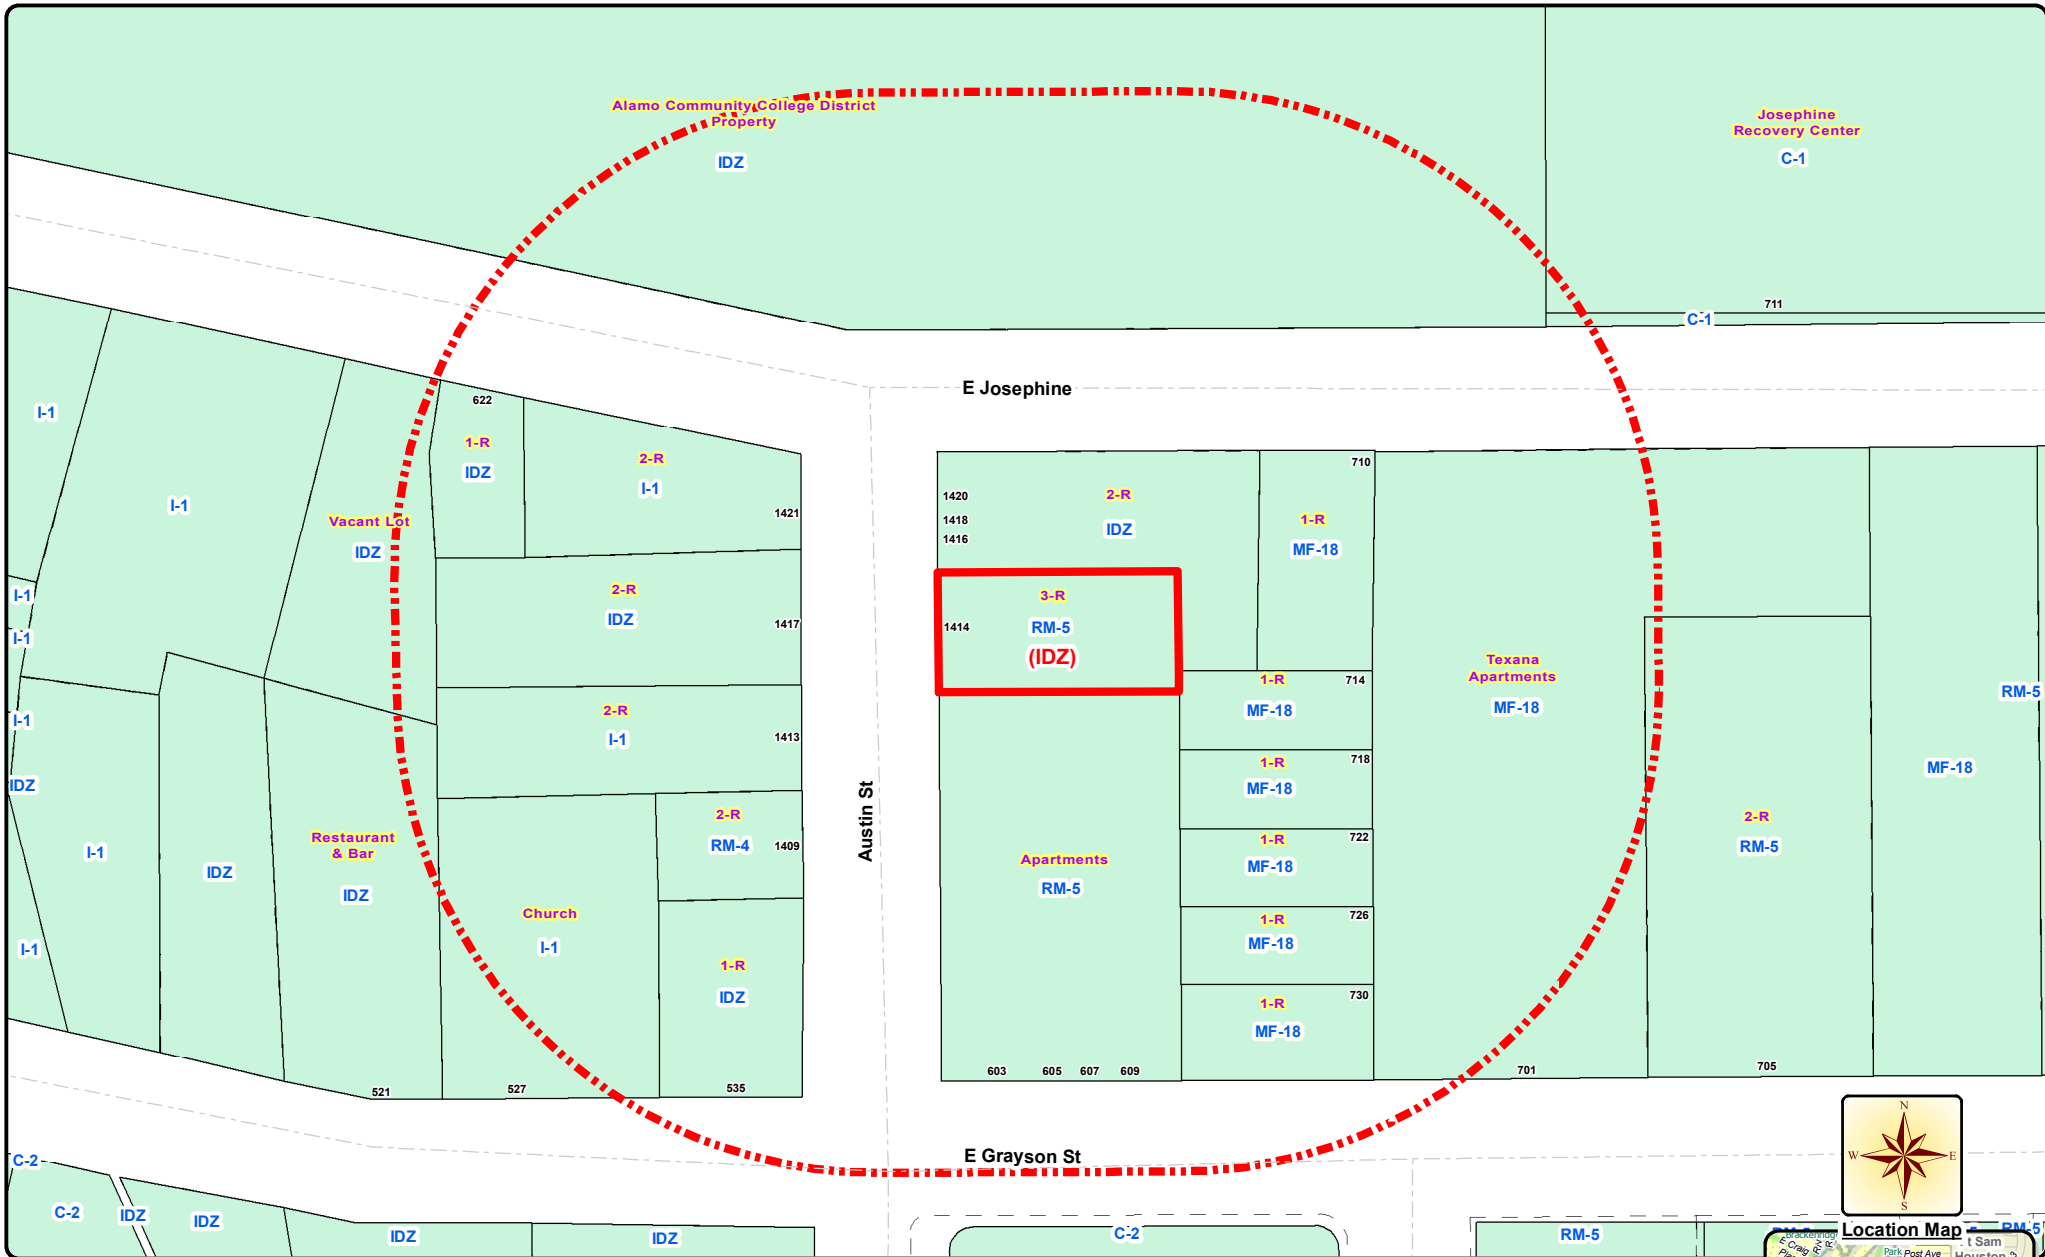 Alamo Community College District
Property
IDZ
Josephine
Recovery Center
C-1
711
C-1
E Josephine
I-1
I-1
Vacant Lot
IDZ
622
1-R
IDZ
2-R
I-1
1421
1420
1418
1416
2-R
IDZ
710
1-R
MF-18
I-1
I-1
2-R
IDZ
1417
3-R
1414
RM-5
(IDZ)
Texana
Apartments
MF-18
RM-5
1-R
714
MF-18
I-1
2-R
I-1
1413
1-R
718
MF-18
MF-18
IDZ
Austin St
2-R
RM-4
1409
1-R
722
MF-18
2-R
RM-5
Restaurant
& Bar
IDZ
I-1
IDZ
Apartments
RM-5
Church
I-1
1-R
726
MF-18
I-1
1-R
IDZ
1-R
730
MF-18
521
527
535
603
605
607
609
701
705
N
W
E
S
E Grayson St
C-2
C-2
IDZ
IDZ
IDZ
IDZ
C-2
RM-5
RM-5
Location Map
E Craig
Park
Post Ave
t Sam
Houston